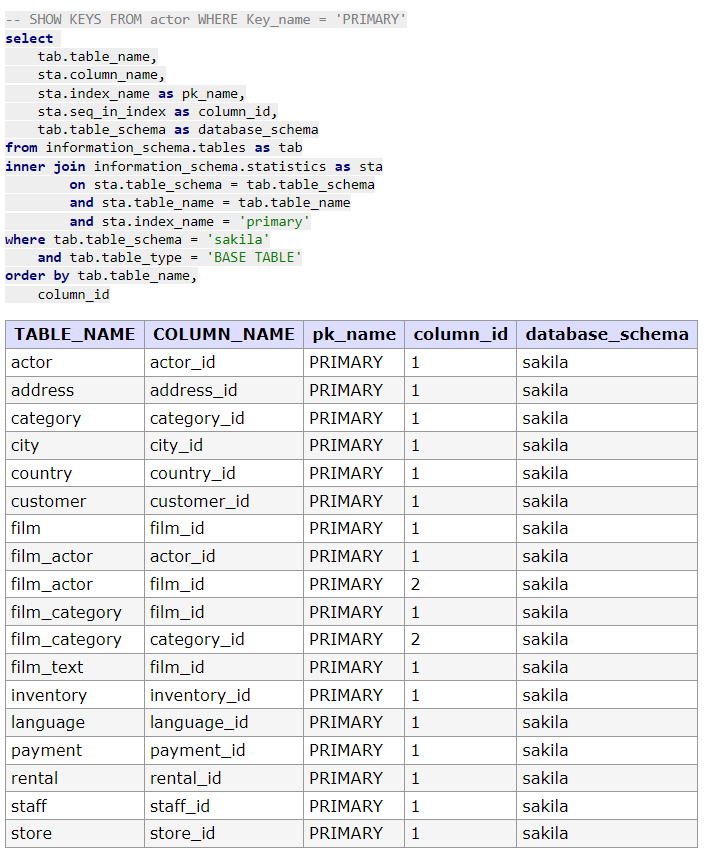 -- SHOW KEYS FROM actor WHERE Key_name = 'PRIMARY'
select
    tab.table_name,
    sta.column_name,
    sta.index_name as pk_name,
    sta.seq_in_index as column_id,
    tab.table_schema as database_schema
from information_schema.tables as tab
inner join information_schema.statistics as sta
        on sta.table_schema = tab.table_schema
        and sta.table_name = tab.table_name
        and sta.index_name = 'primary'
where tab.table_schema = 'sakila'
    and tab.table_type = 'BASE TABLE'
order by tab.table_name,
    column_id
TABLE_NAME COLUMN_NAME pk_name column_id database_schema
actor actor_id PRIMARY 1 sakila
address address_id PRIMARY 1 sakila
category category_id PRIMARY 1 sakila
city city_id PRIMARY 1 sakila
country country_id PRIMARY 1 sakila
customer customer_id PRIMARY 1 sakila
film film_id PRIMARY 1 sakila
film_actor actor_id PRIMARY 1 sakila
film_actor film_id PRIMARY 2 sakila
film_category film_id PRIMARY 1 sakila
film_category category_id PRIMARY 2 sakila
film_text film_id PRIMARY 1 sakila
inventory inventory_id PRIMARY 1 sakila
language language_id PRIMARY 1 sakila
payment payment_id PRIMARY 1 sakila
rental rental_id PRIMARY 1 sakila
staff staff_id PRIMARY 1 sakila
store store_id PRIMARY 1 sakila